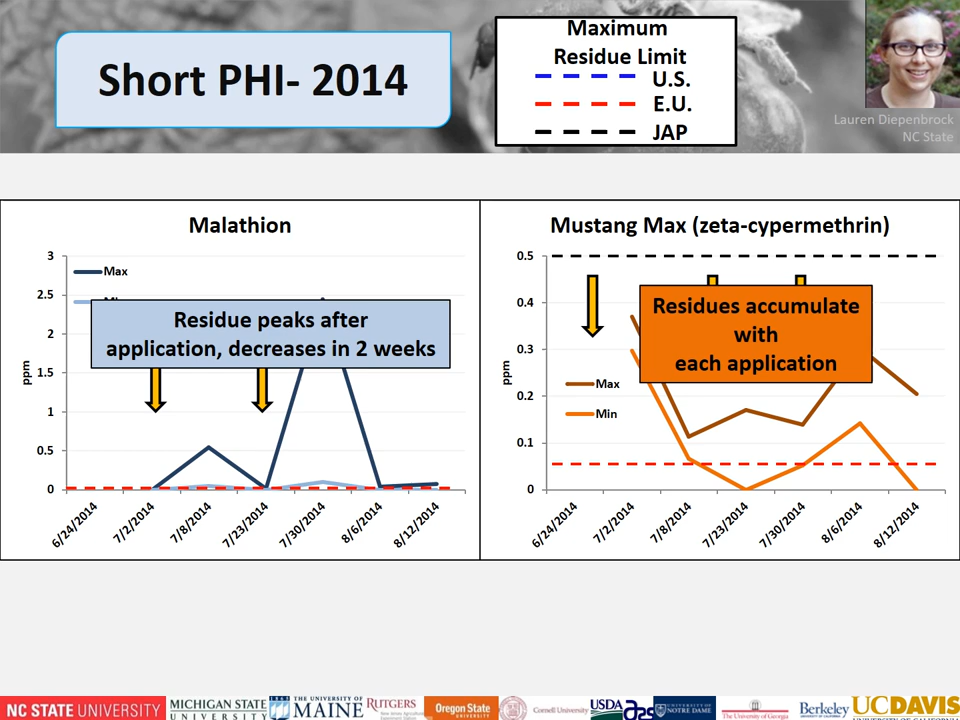 Short PHI- 2014
Maximum
Residue Limit
U.S.
E.U.
JAP
Lauren Diepenbrock
NC State
Malathion
3
2.5
2
1.5
1
0.5
0
ppm
Max
Residue peaks after
application, decreases in 2 weeks
6/24/2014
7/2/2014
7/8/2014
7/23/2014
7/30/2014
8/6/2014
8/12/2014
Mustang Max (zeta-cypermethrin)
0.5
0.4
0.3
0.2
0.1
0
ppm
Max
Min
Residues accumulate
with
each application
6/24/2014
7/2/2014
7/8/2014
7/23/2014
7/30/2014
8/6/2014
8/12/2014
NC STATE UNIVERSITY
MICHIGAN STATE
UNIVERSITY
THE UNIVERSITY OF
MAINE
RUTGERS
Oregon State
UNIVERSITY
Cornell University
USDA
UNIVERSITY OF
NOTRE DAME
The University of Georgia
Berkeley
UCDAVIS